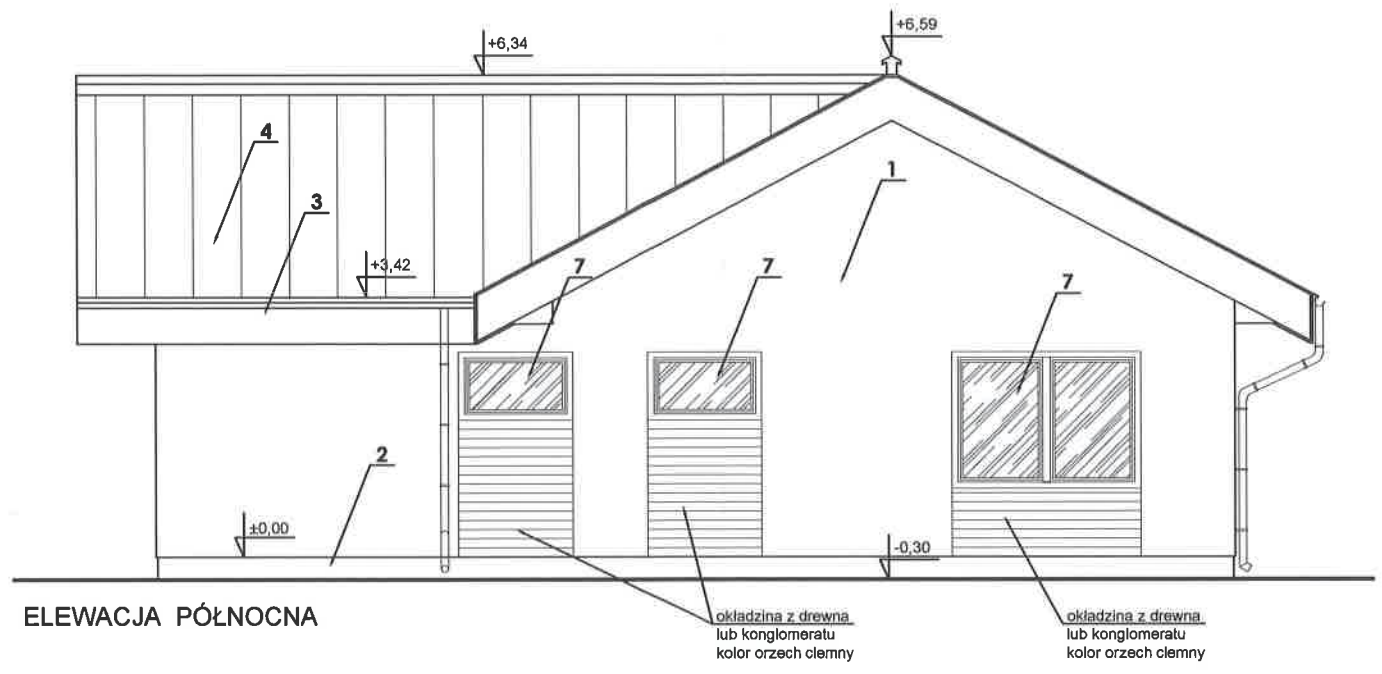 +6,34
+6,59
4
1
3
+3,42
7
7
7
2
±0,00
-0,30
ELEWACJA PÓŁNOCNA
okładzina z drewna
lub konglomeratu
kolor orzech ciemny
okładzina z drewna
lub konglomeratu
kolor orzech ciemny